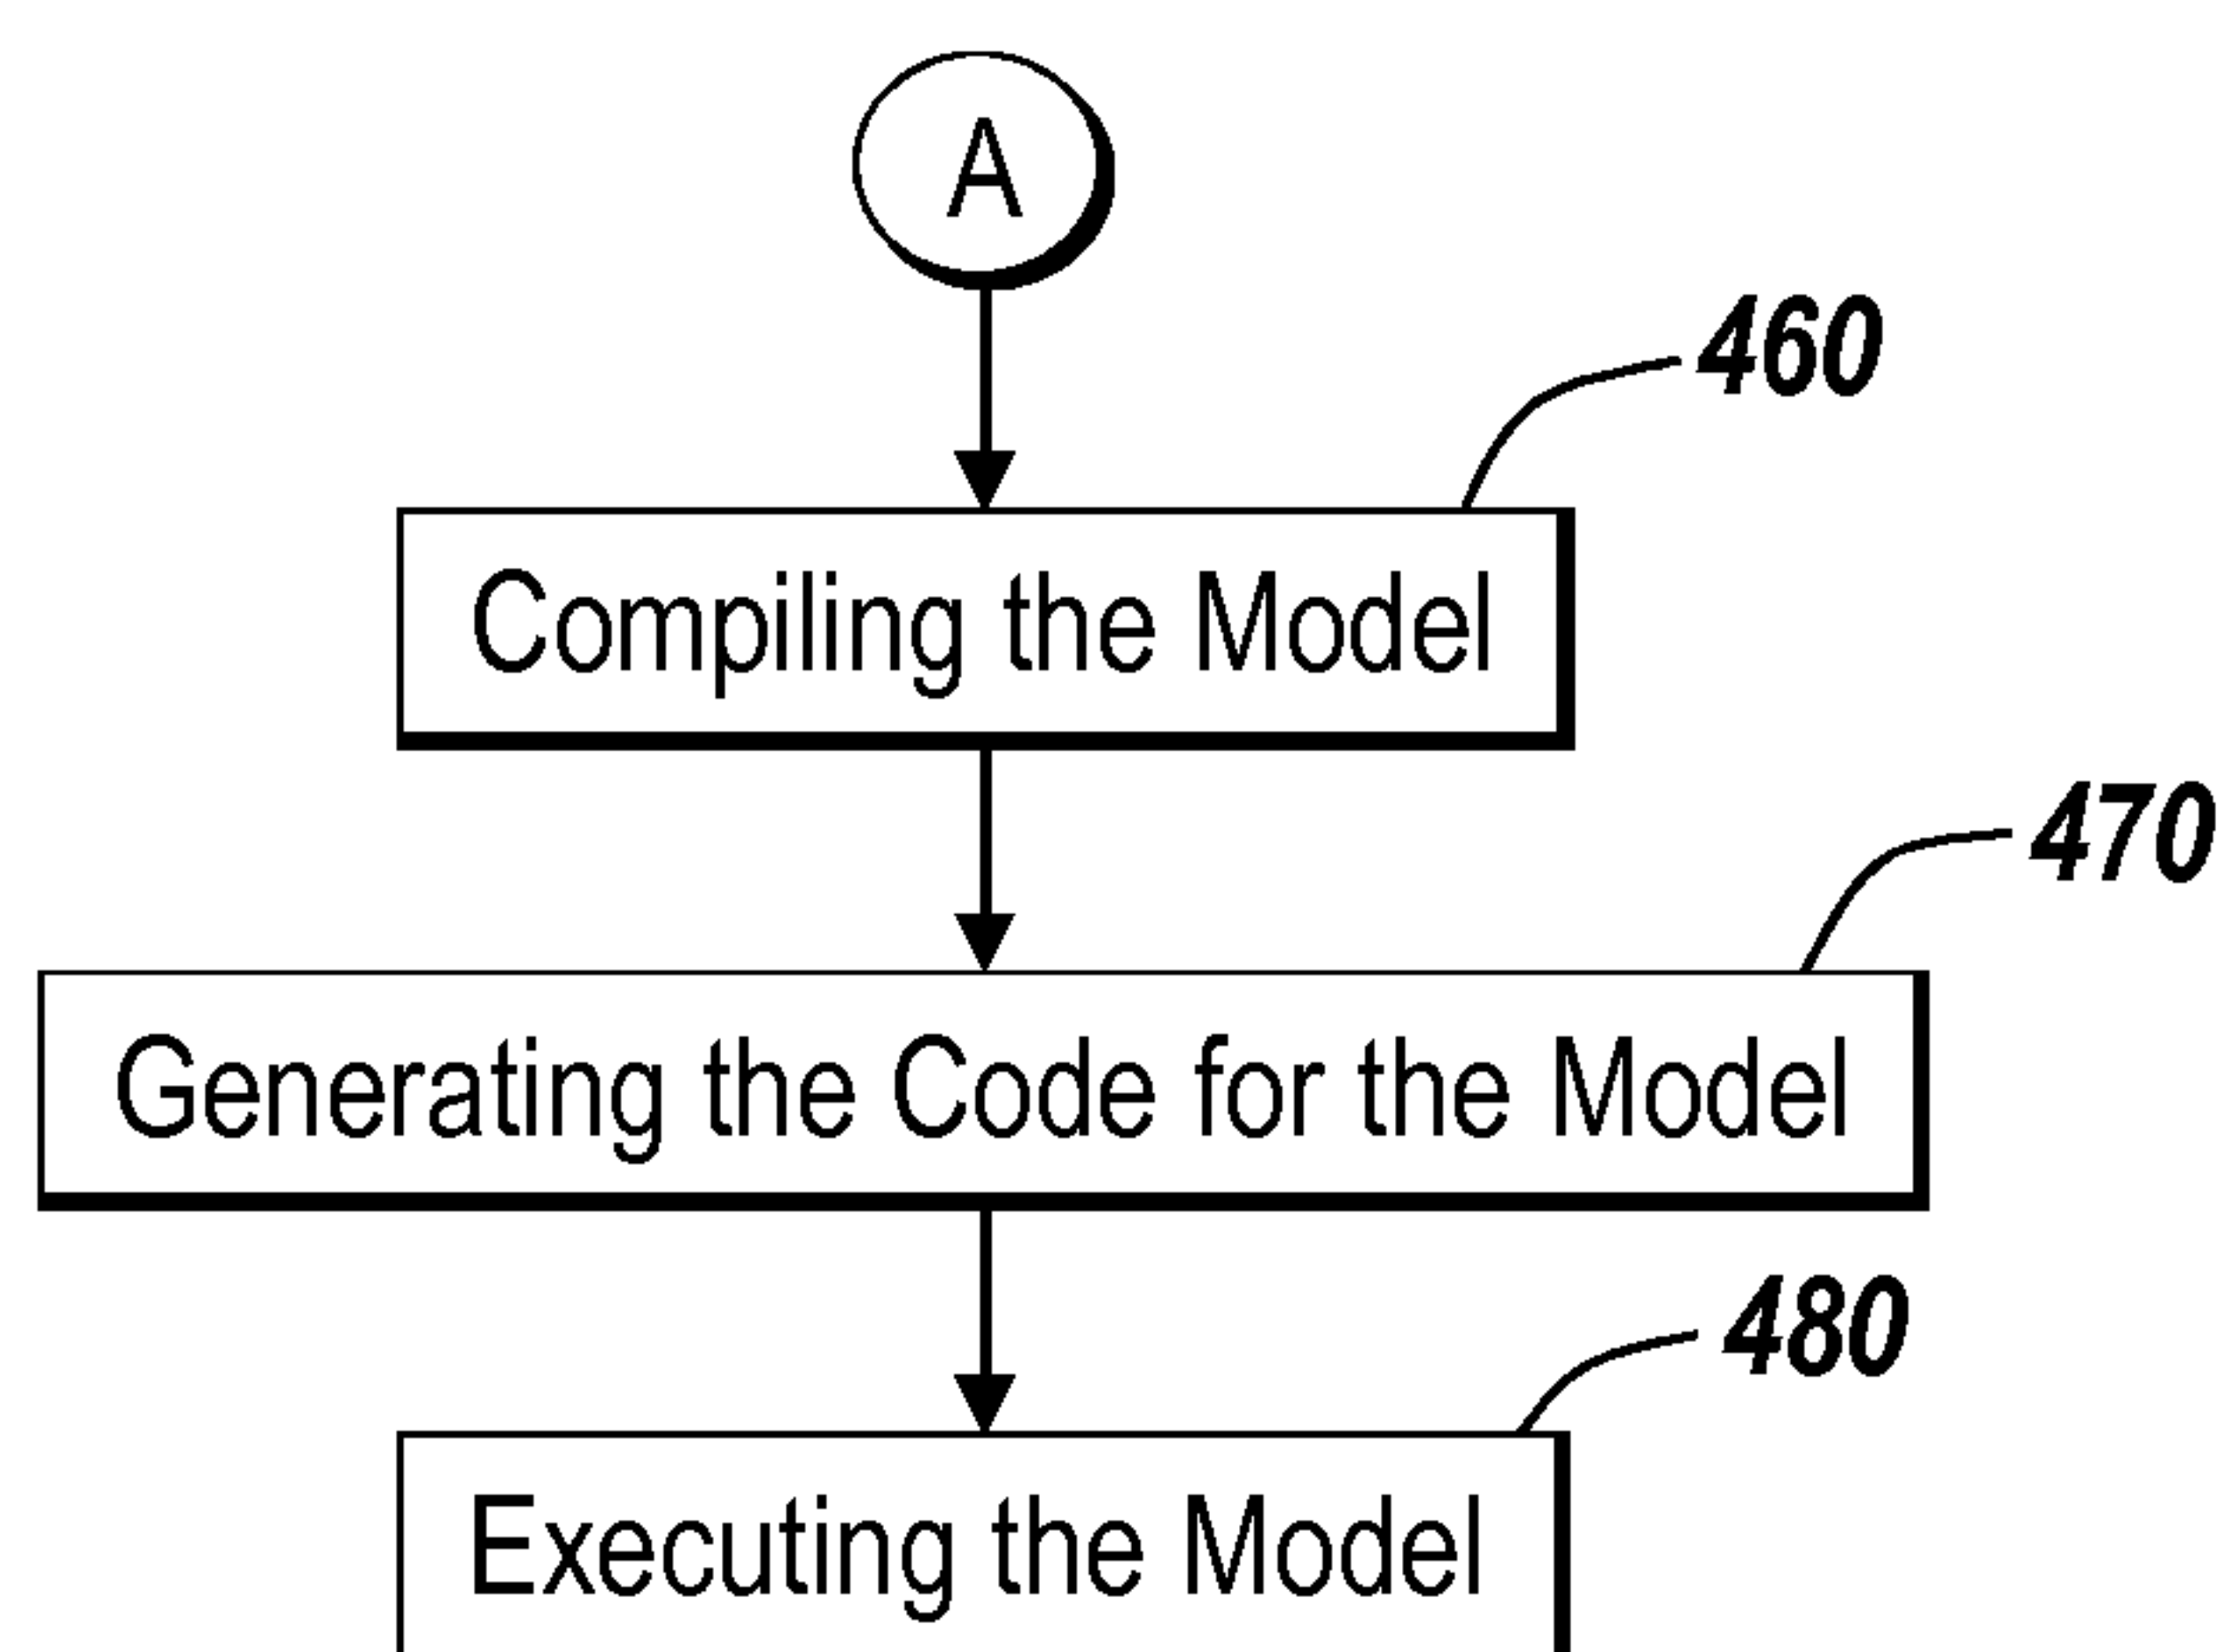 A
460
Compiling the Model
470
Generating the Code for the Model
480
Executing the Model